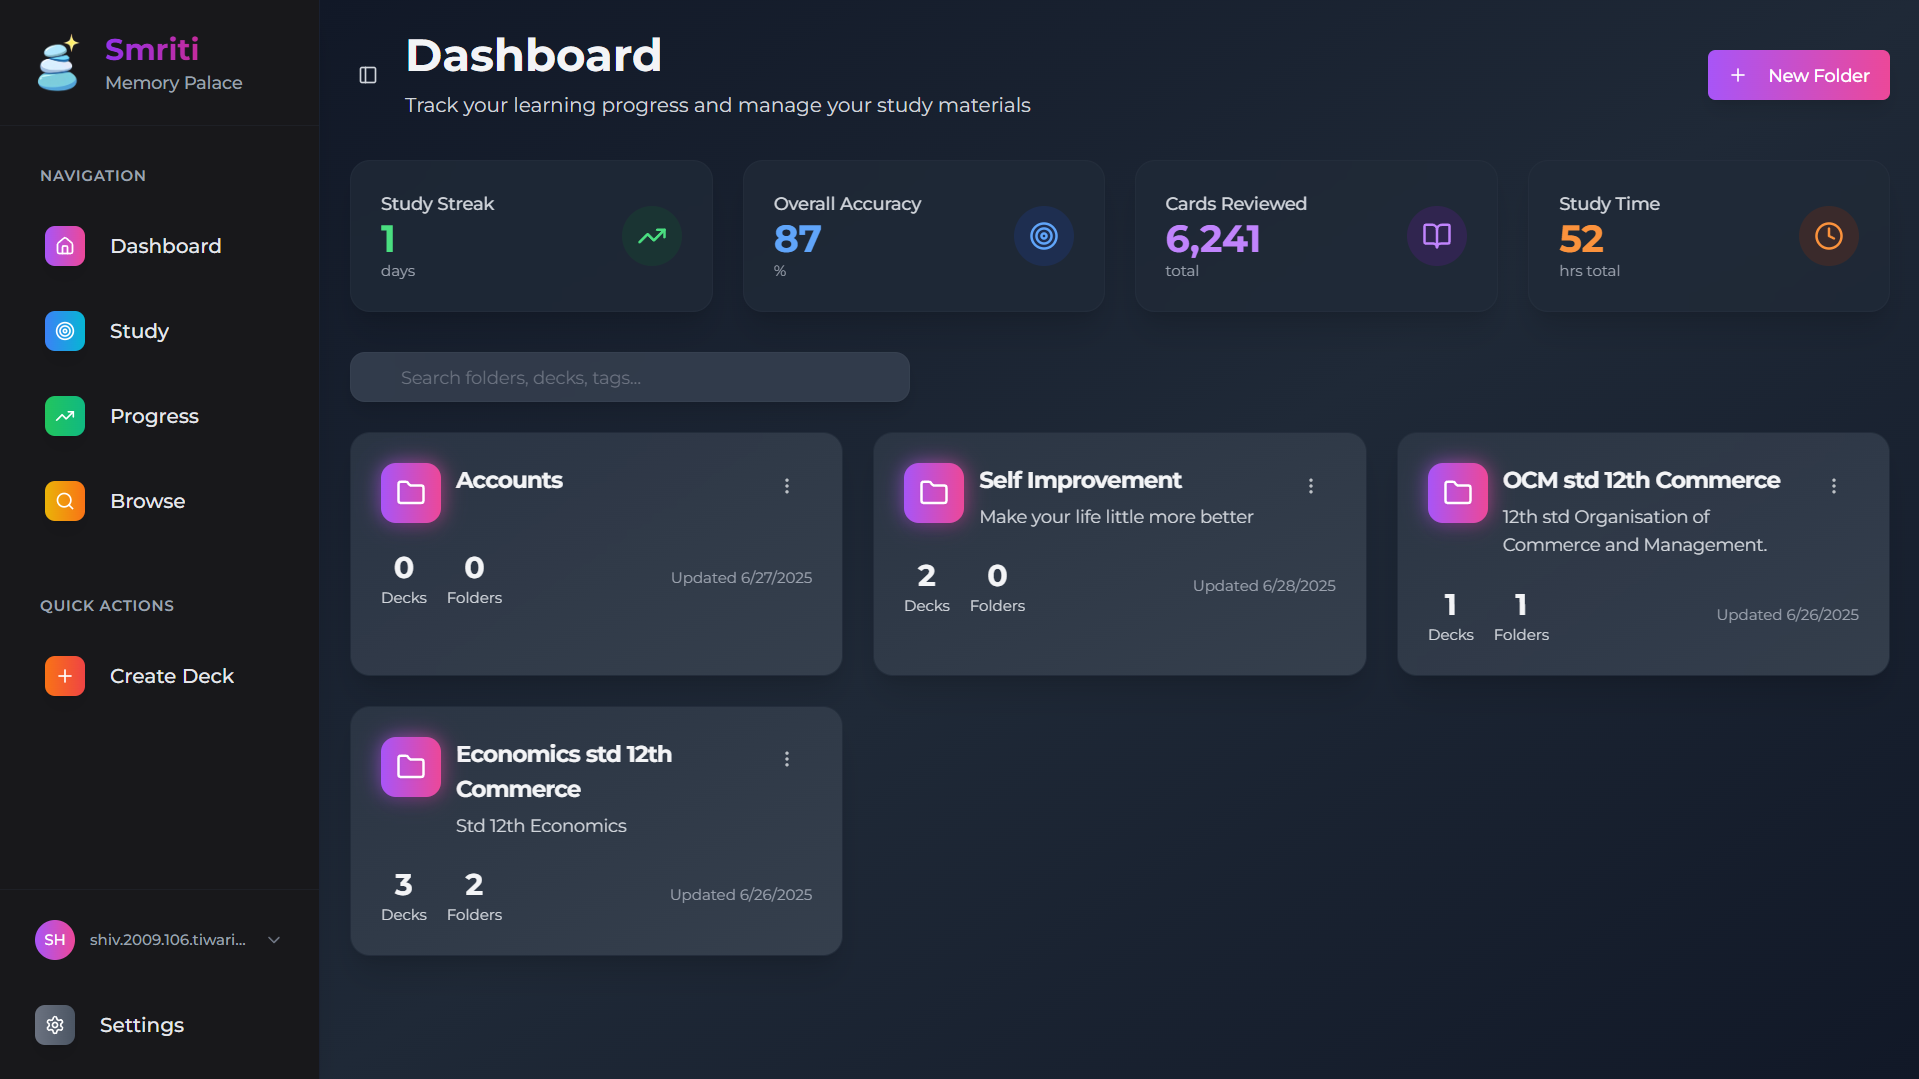 Smriti
Memory Palace
NAVIGATION
Dashboard
Study
Progress
Browse
QUICK ACTIONS
Create Deck
SH
shiv.2009.106.tiwari...
Settings
Dashboard
Track your learning progress and manage your study materials
New Folder
Study Streak
1
days
Overall Accuracy
87
%
Cards Reviewed
6,241
total
Study Time
52
hrs total
Search folders, decks, tags...
Accounts
0
Decks
0
Folders
Updated 6/27/2025
Self Improvement
Make your life little more better
2
Decks
0
Folders
Updated 6/28/2025
OCM std 12th Commerce
12th std Organisation of
Commerce and Management.
1
Decks
1
Folders
Updated 6/26/2025
Economics std 12th
Commerce
Std 12th Economics
3
Decks
2
Folders
Updated 6/26/2025